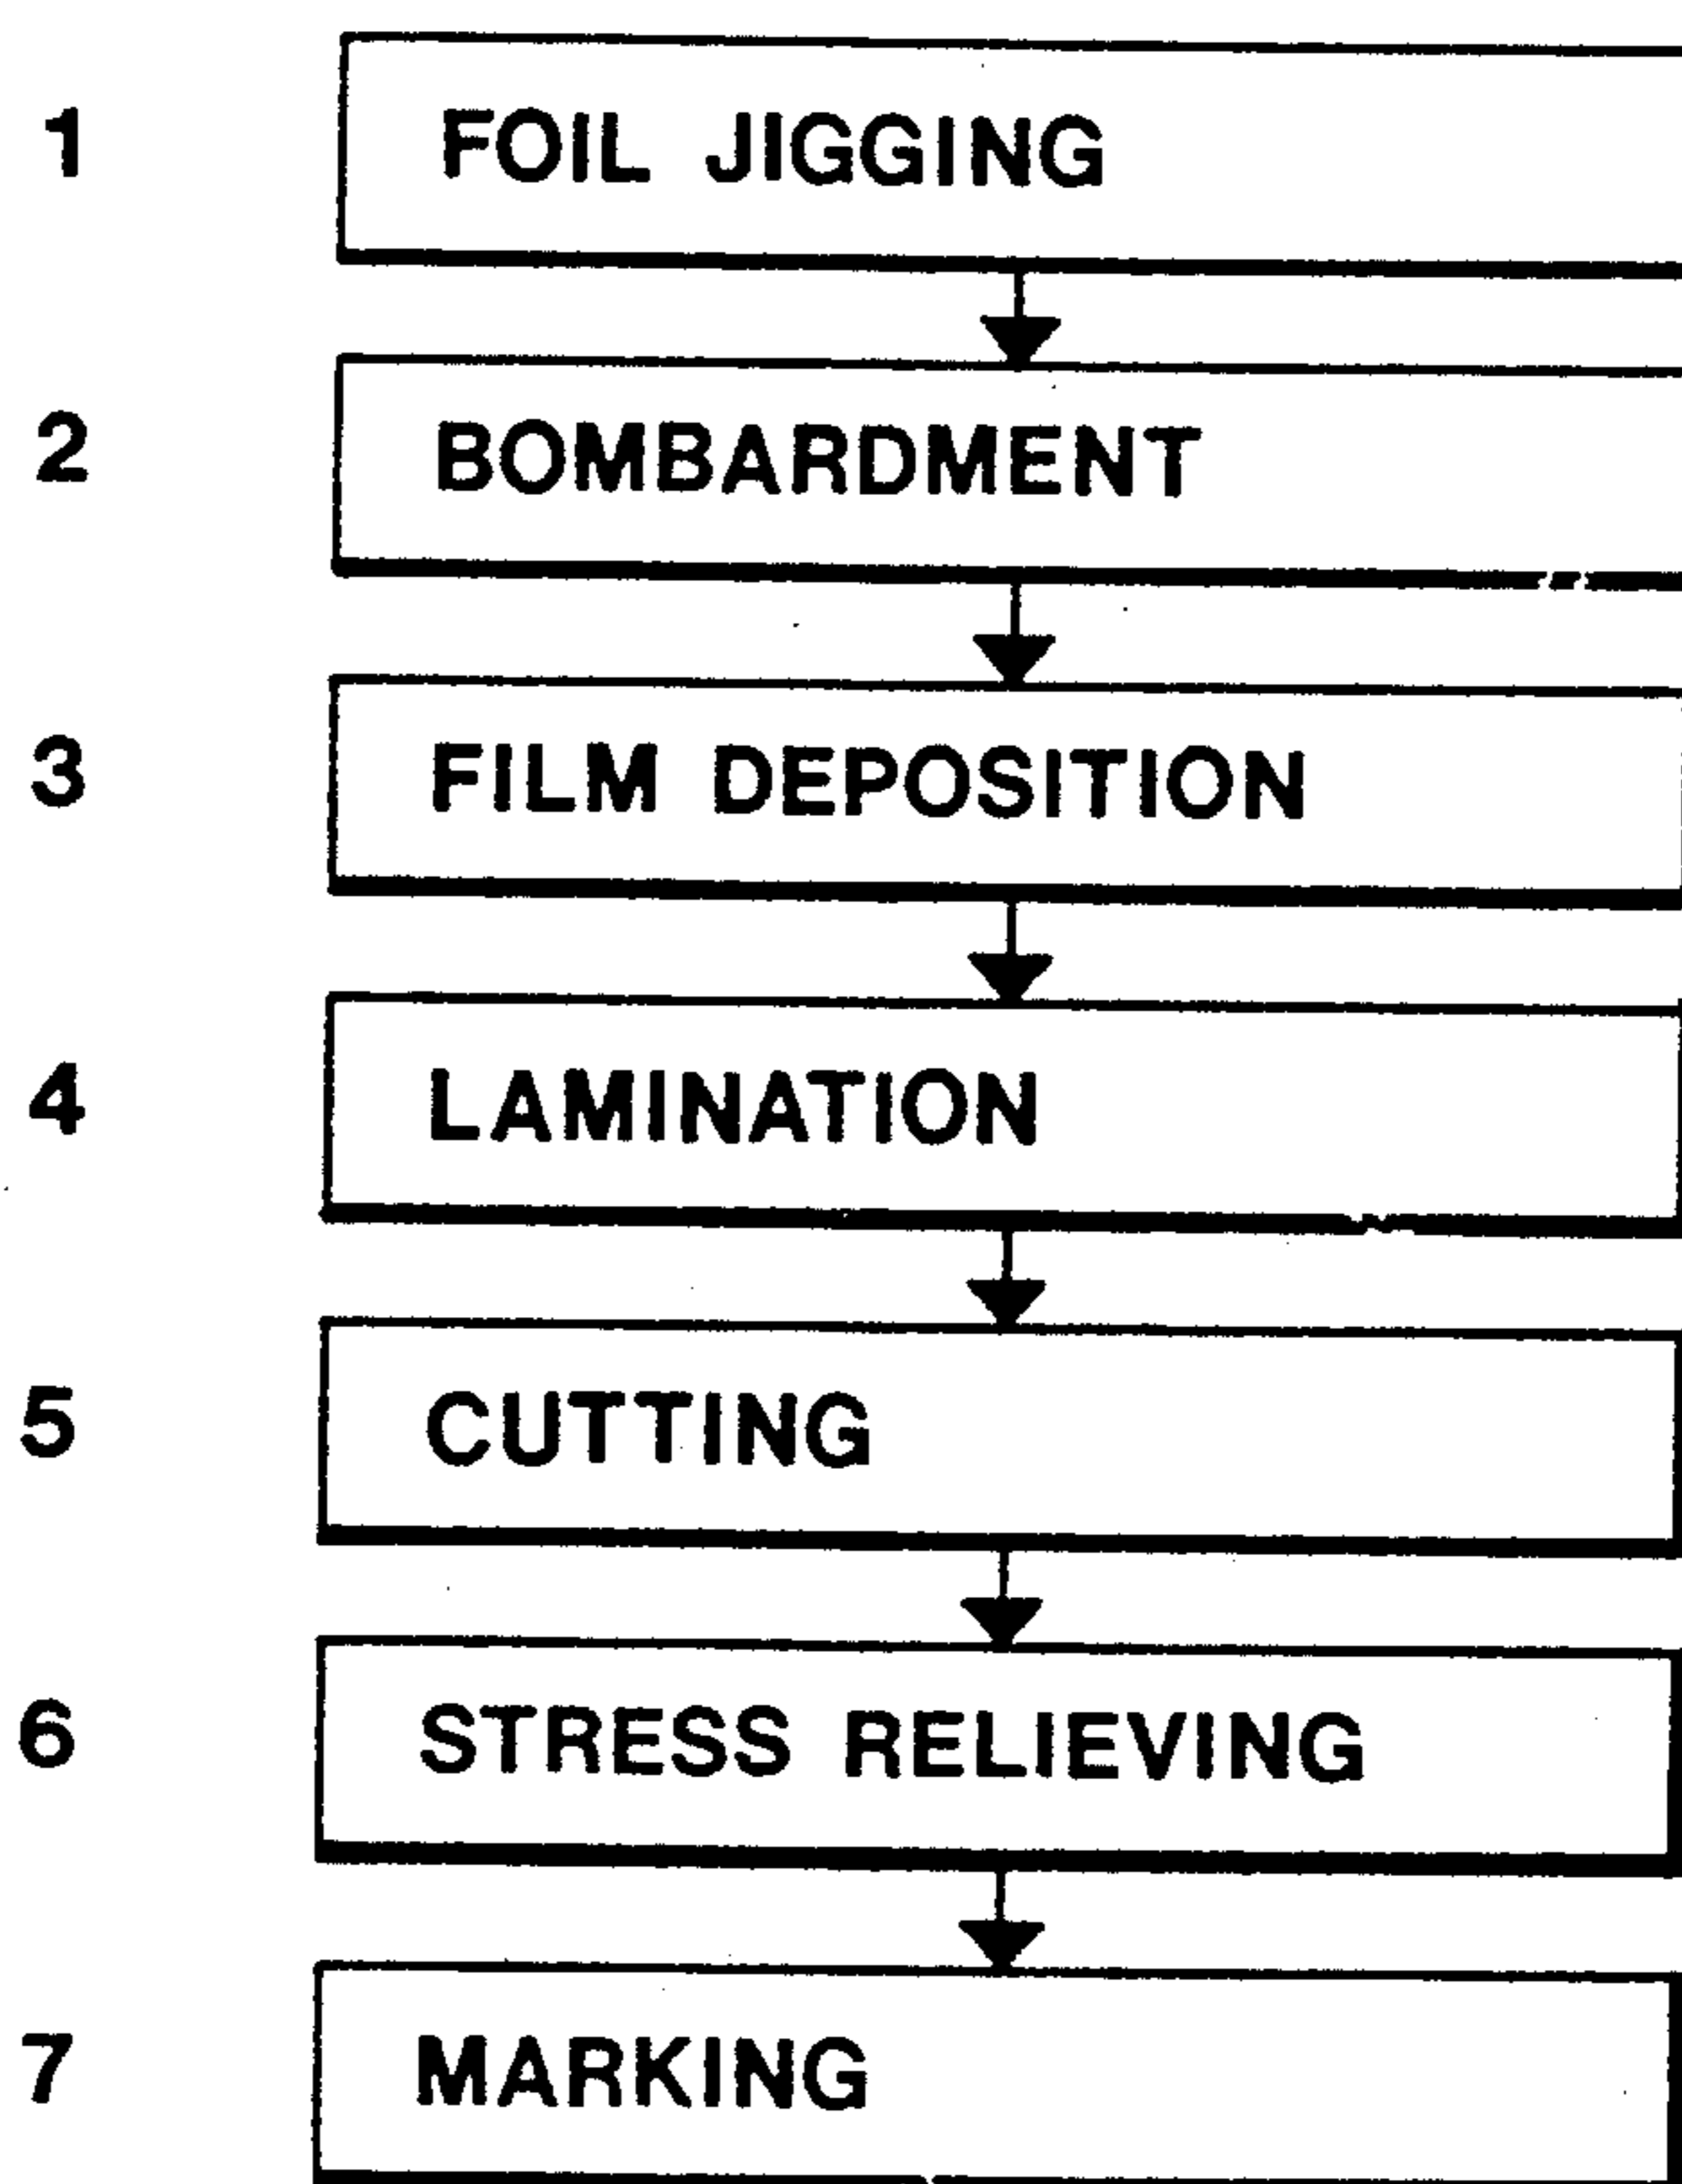 1 FOIL JIGGING
2 BOMBARDMENT
3 FILM DEPOSITION
4 LAMINATION
5 CUTTING
6 STRESS RELIEVING
7 MARKING